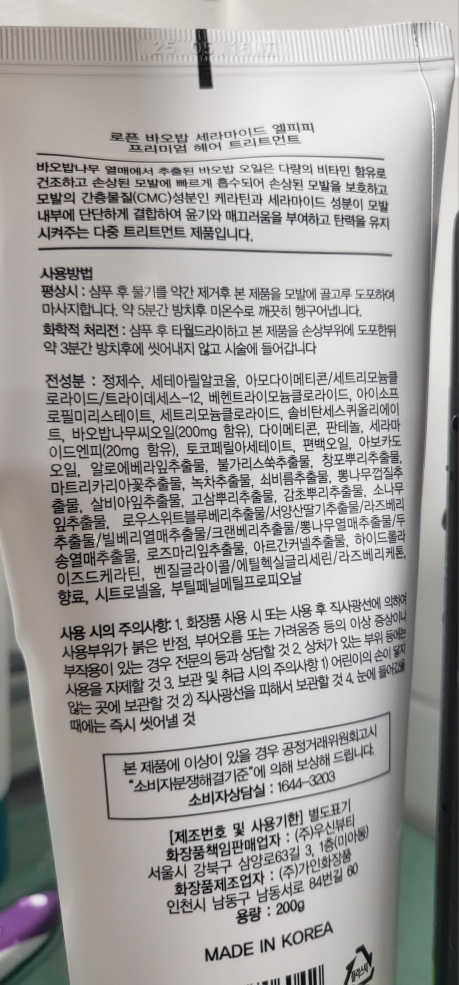 로픈 바오밥 세라마이드 엘피피
프리미엄 헤어 트리트먼트
바오밥나무 열매에서 추출된 바오밥 오일은 다량의 비타민 함유로
건조하고 손상된 모발에 빠르게 흡수되어 손상된 모발을 보호하고
모발의 간충물질(CMC)성분인 케라틴과 세라마이드 성분이 모발
내부에 단단하게 결합하여 윤기와 매끄러움을 부여하고 탄력을 유지
시켜주는 다중 트리트먼트 제품입니다.
사용방법
평상시 : 샴푸 후 물기를 약간 제거후 본 제품을 모발에 골고루 도포하여
마사지합니다. 약 5분간 방치후 미온수로 깨끗히 헹구어냅니다.
화학적 처리전 : 샴푸 후 타월드라이하고 본 제품을 손상부위에 도포한뒤
약 3분간 방치후에 씻어내지 않고 시술에 들어갑니다
전성분 : 정제수, 세테아릴알코올, 아모다이메티콘/세트리모늄클
로라이드/트라이데세스-12, 베헨트라이모늄클로라이드, 아이소프
로필미리스테이트, 세트리모늄클로라이드, 솔비탄세스퀴올리에이
트, 바오밥나무씨오일(200mg 함유), 다이메티콘, 판테놀, 세라마
이드엔피(20mg 함유), 토코페릴아세테이트, 편백오일, 아보카도
오일, 알로에베라잎추출물, 불가리스쑥추출물, 창포뿌리추출물,
마트리카리아꽃추출물, 녹차추출물, 쇠비름추출물, 뽕나무껍질추
출물, 살비아잎추출물, 고삼뿌리추출물, 감초뿌리추출물, 소나무
잎추출물, 로우스위트블루베리추출물/서양산딸기추출물/라즈베리
추출물/빌베리열매추출물/크랜베리추출물/뽕나무열매추출물/두
송열매추출물, 로즈마리잎추출물, 아르간커넬추출물, 하이드롤라
이즈드케라틴, 벤질글라이콜/에틸헥실글리세린/라즈베리케톤,
향료, 시트로넬올, 부틸페닐메틸프로피오날
사용 시의 주의사항: 1. 화장품 사용 시 또는 사용 후 직사광선에 의하여
사용부위가 붉은 반점, 부어오름 또는 가려움증 등의 이상 증상이나
부작용이 있는 경우 전문의 등과 상담할 것 2. 상처가 있는 부위 등에는
사용을 자제할 것 3. 보관 및 취급 시의 주의사항 1) 어린이의 손이 닿지
않는 곳에 보관할 것 2) 직사광선을 피해서 보관할 것 4. 눈에 들어갔을
때에는 즉시 씻어낼 것
본 제품에 이상이 있을 경우 공정거래위원회고시
"소비자분쟁해결기준"에 의해 보상해 드립니다.
소비자상담실 : 1644-3203
[제조번호 및 사용기한] 별도표기
화장품책임판매업자 : (주)우신뷰티
서울시 강북구 삼양로63길 3, 1층(미아동)
화장품제조업자 : (주)가인화장품
인천시 남동구 남동서로 84번길 60
용량 : 200g
MADE IN KOREA
플라스틱